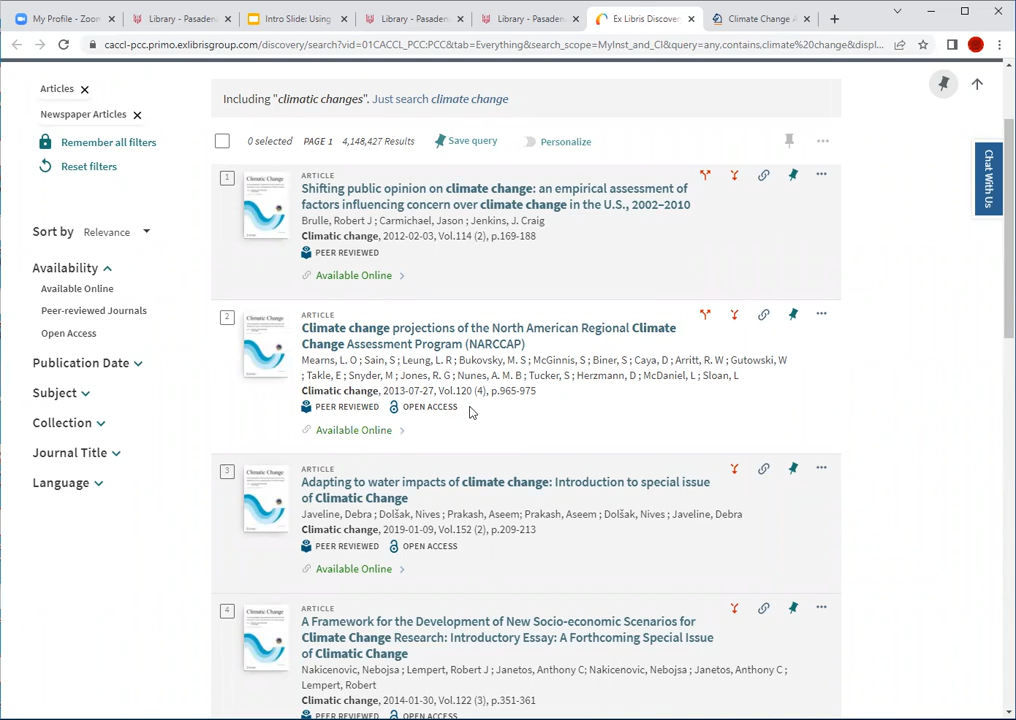 My Profile - Zoom
Library - Pasadena
Intro Slide: Using
Library - Pasadena
Library - Pasadena
Ex Libris Discover
Climate Change A
caccl-pcc.primo.exlibrisgroup.com/discovery/search?vid=01CACCL_PCC:PCC&tab=Everything&search_scope=MyInst_and_CI&query=any,contains,climate%20change&displ...
Articles
Newspaper Articles
Remember all filters
Reset filters
Sort by Relevance
Availability
Available Online
Peer-reviewed Journals
Open Access
Publication Date
Subject
Collection
Journal Title
Language
Including "climatic changes". Just search climate change
0 selected PAGE 1 4,148,427 Results Save query Personalize
1
Climatic Change
ARTICLE
Shifting public opinion on climate change: an empirical assessment of
factors influencing concern over climate change in the U.S., 2002–2010
Brulle, Robert J ; Carmichael, Jason ; Jenkins, J. Craig
Climatic change, 2012-02-03, Vol.114 (2), p.169-188
PEER REVIEWED
Available Online
2
Climatic Change
ARTICLE
Climate change projections of the North American Regional Climate
Change Assessment Program (NARCCAP)
Mearns, L. O ; Sain, S ; Leung, L. R ; Bukovsky, M. S ; McGinnis, S ; Biner, S ; Caya, D ; Arritt, R. W ; Gutowski, W
; Takle, E ; Snyder, M ; Jones, R. G ; Nunes, A. M. B ; Tucker, S ; Herzmann, D ; McDaniel, L ; Sloan, L
Climatic change, 2013-07-27, Vol.120 (4), p.965-975
PEER REVIEWED OPEN ACCESS
Available Online
3
Climatic Change
ARTICLE
Adapting to water impacts of climate change: Introduction to special issue
of Climatic Change
Javeline, Debra ; Dolšak, Nives ; Prakash, Aseem; Prakash, Aseem ; Dolšak, Nives ; Javeline, Debra
Climatic change, 2019-01-09, Vol.152 (2), p.209-213
PEER REVIEWED OPEN ACCESS
Available Online
4
Climatic Change
ARTICLE
A Framework for the Development of New Socio-economic Scenarios for
Climate Change Research: Introductory Essay: A Forthcoming Special Issue
of Climatic Change
Nakicenovic, Nebojsa ; Lempert, Robert J ; Janetos, Anthony C; Nakicenovic, Nebojsa ; Janetos, Anthony C ;
Lempert, Robert
Climatic change, 2014-01-30, Vol.122 (3), p.351-361
PEER REVIEWED OPEN ACCESS
Chat With Us